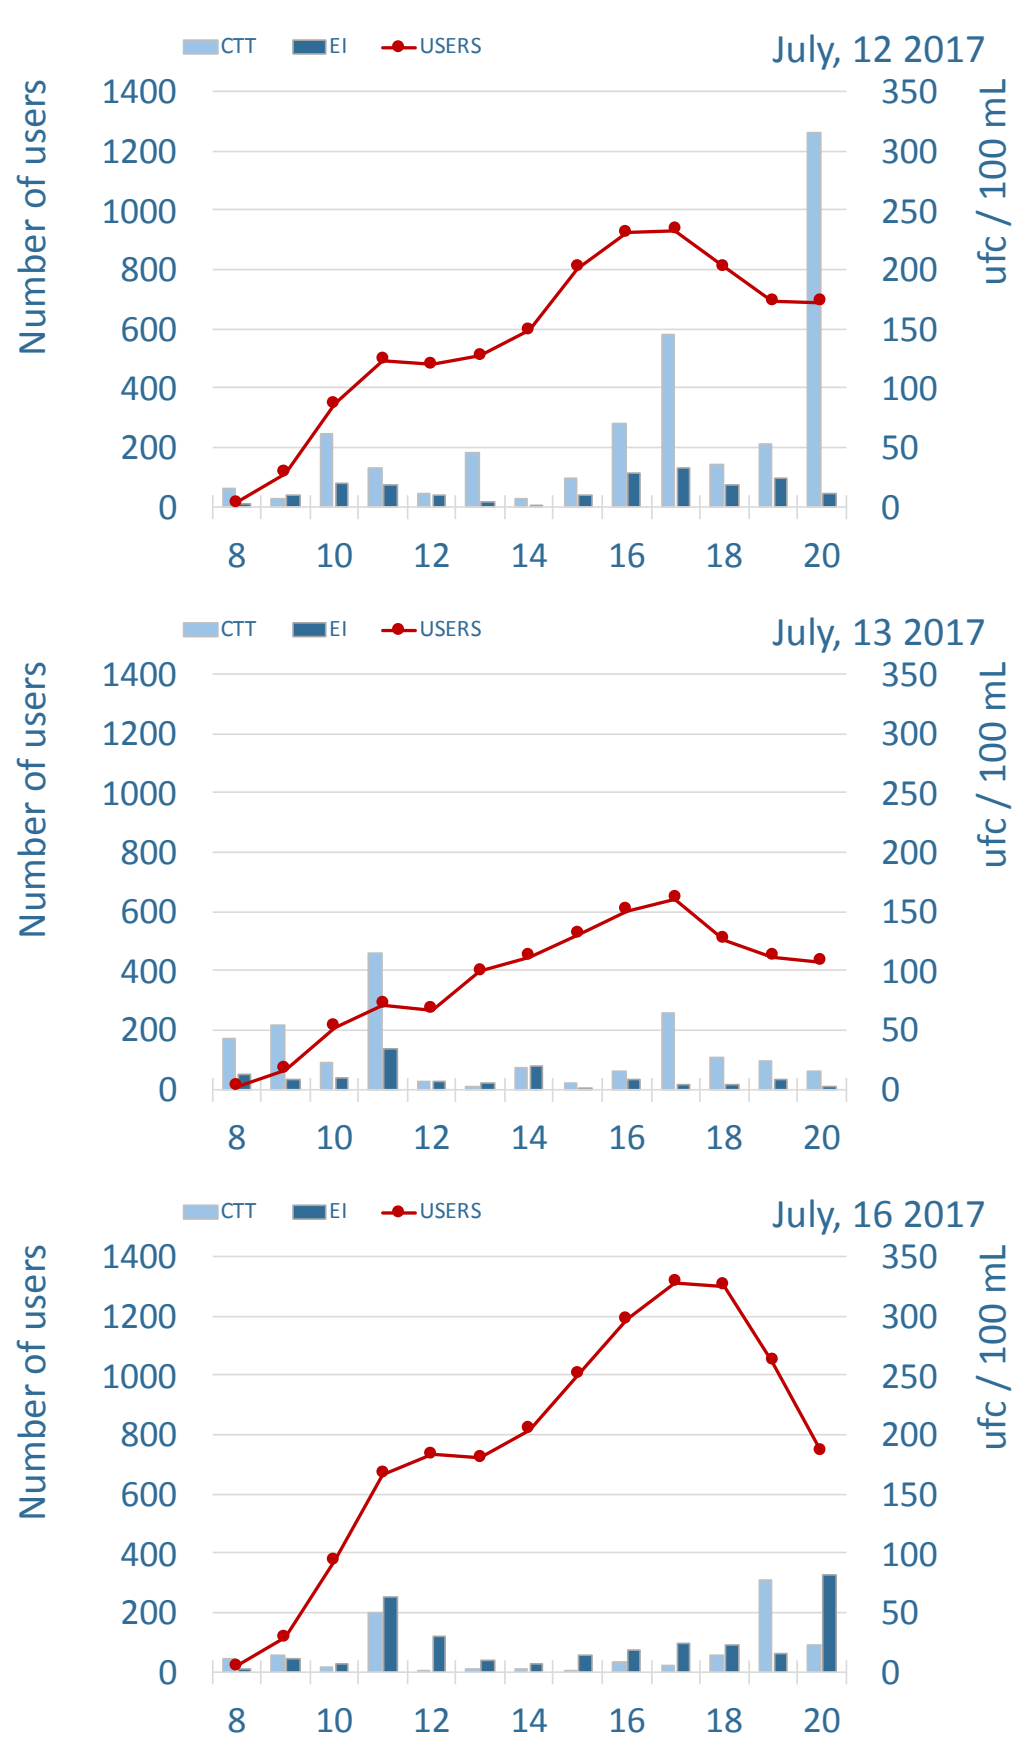 CTT EI USERS July, 12 2017
Number of users
1400 350
1200 300
1000 250
800 200
600 150
400 100
200 50
0 0
ufc / 100 mL
8 10 12 14 16 18 20
CTT EI USERS July, 13 2017
Number of users
1400 350
1200 300
1000 250
800 200
600 150
400 100
200 50
0 0
ufc / 100 mL
8 10 12 14 16 18 20
CTT EI USERS July, 16 2017
Number of users
1400 350
1200 300
1000 250
800 200
600 150
400 100
200 50
0 0
ufc / 100 mL
8 10 12 14 16 18 20